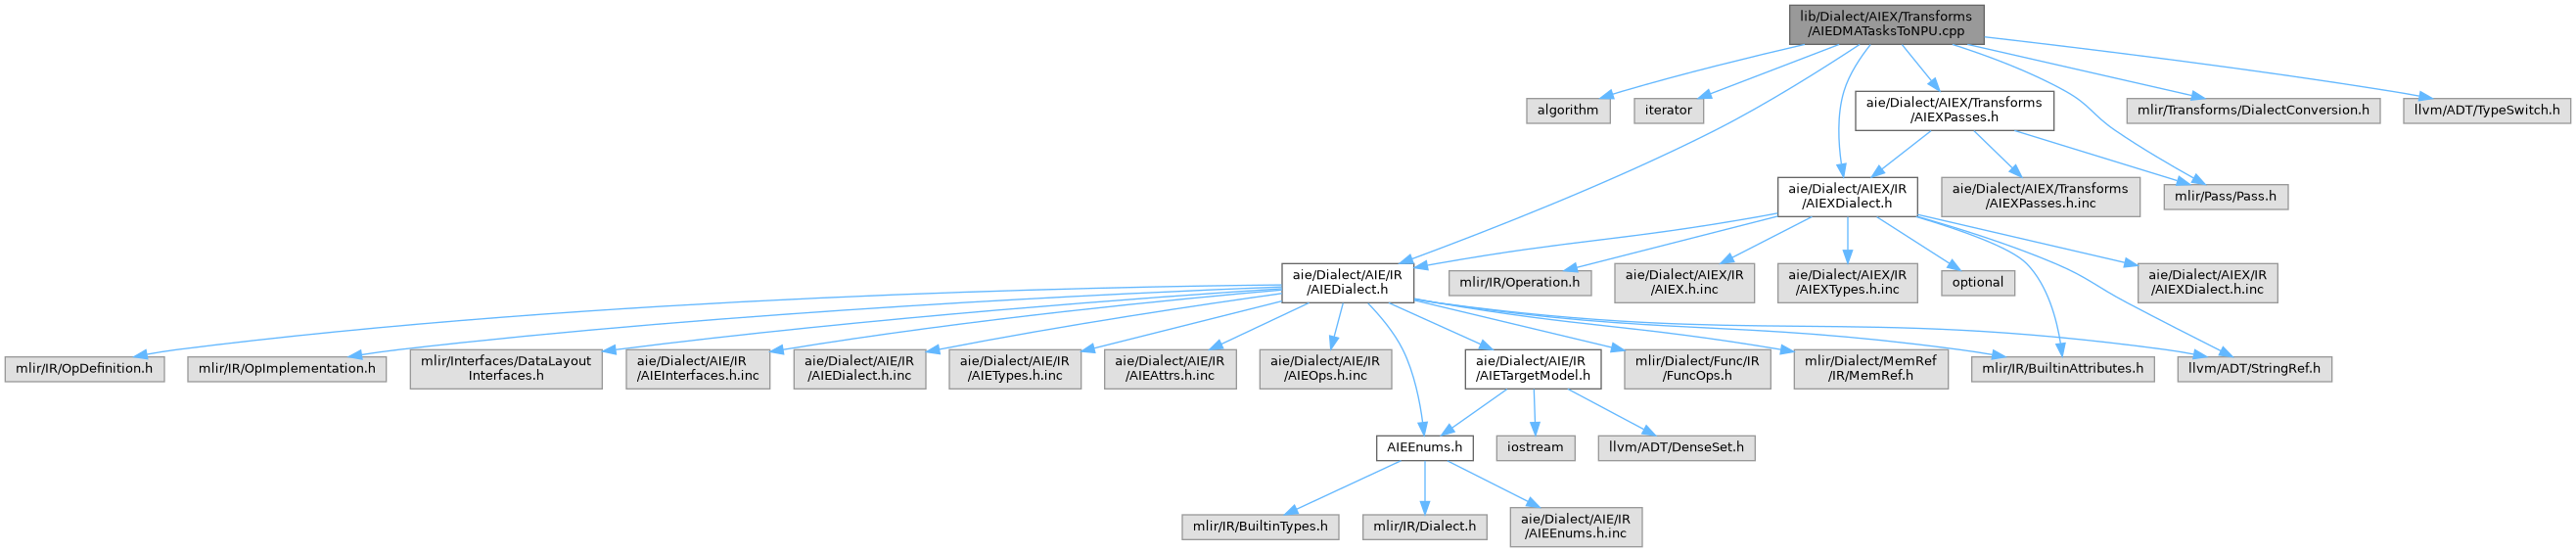 lib/Dialect/AIEX/Transforms
/AIEDMATasksToNPU.cpp
algorithm
iterator
aie/Dialect/AIEX/Transforms
/AIEXPasses.h
mlir/Transforms/DialectConversion.h
llvm/ADT/TypeSwitch.h
aie/Dialect/AIEX/IR
/AIEXDialect.h
aie/Dialect/AIEX/Transforms
/AIEXPasses.h.inc
mlir/Pass/Pass.h
aie/Dialect/AIE/IR
/AIEDialect.h
mlir/IR/Operation.h
aie/Dialect/AIEX/IR
/AIEX.h.inc
aie/Dialect/AIEX/IR
/AIEXTypes.h.inc
optional
aie/Dialect/AIEX/IR
/AIEXDialect.h.inc
mlir/IR/OpDefinition.h
mlir/IR/OpImplementation.h
mlir/Interfaces/DataLayout
Interfaces.h
aie/Dialect/AIE/IR
/AIEInterfaces.h.inc
aie/Dialect/AIE/IR
/AIEDialect.h.inc
aie/Dialect/AIE/IR
/AIETypes.h.inc
aie/Dialect/AIE/IR
/AIEAttrs.h.inc
aie/Dialect/AIE/IR
/AIEOps.h.inc
aie/Dialect/AIE/IR
/AIETargetModel.h
mlir/Dialect/Func/IR
/FuncOps.h
mlir/Dialect/MemRef
/IR/MemRef.h
mlir/IR/BuiltinAttributes.h
llvm/ADT/StringRef.h
AIEEnums.h
iostream
llvm/ADT/DenseSet.h
mlir/IR/BuiltinTypes.h
mlir/IR/Dialect.h
aie/Dialect/AIE/IR
/AIEEnums.h.inc